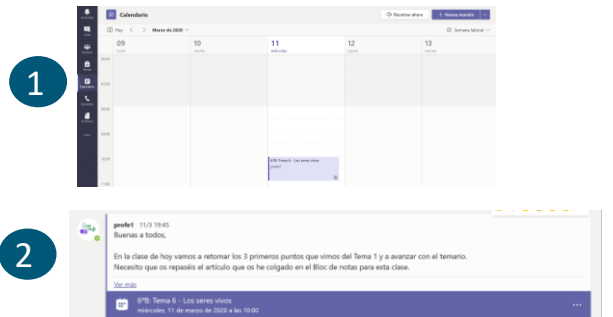 Calendario
Reunirse ahora
+ Nueva reunión
Hoy
Marzo de 2020
Semana laboral
09
10
11
12
13
miércoles
1
6ºB: Tema 6 - Los seres vivos
profe1
2
profe1 11/3 19:45
Buenas a todos,
En la clase de hoy vamos a retomar los 3 primeros puntos que vimos del Tema 1 y a avanzar con el temario.
Necesito que os repaséis el artículo que os he colgado en el Bloc de notas para esta clase.
Ver más
6ºB: Tema 6 - Los seres vivos
miércoles, 11 de marzo de 2020 a las 10:00